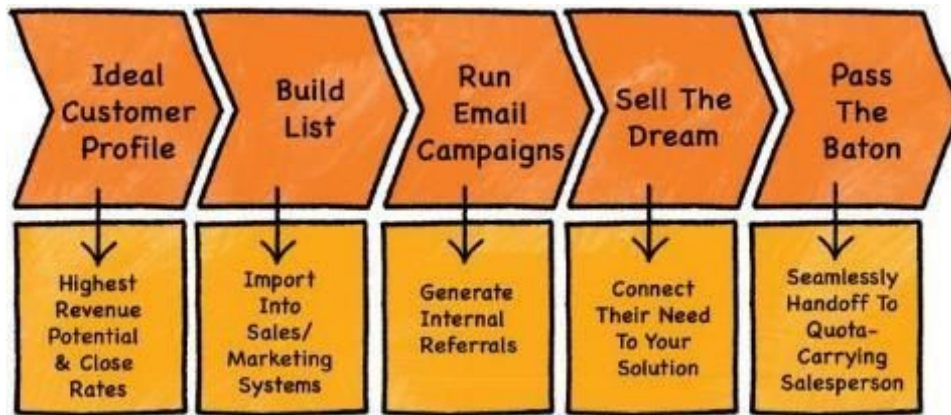 Ideal
Customer
Profile
Build
List
Run
Email
Campaigns
Sell The
Dream
Pass
The
Baton
Highest
Revenue
Potential
& Close
Rates
Import
Into
Sales/
Marketing
Systems
Generate
Internal
Referrals
Connect
Their Need
To Your
Solution
Seamlessly
Handoff To
Quota-
Carrying
Salesperson